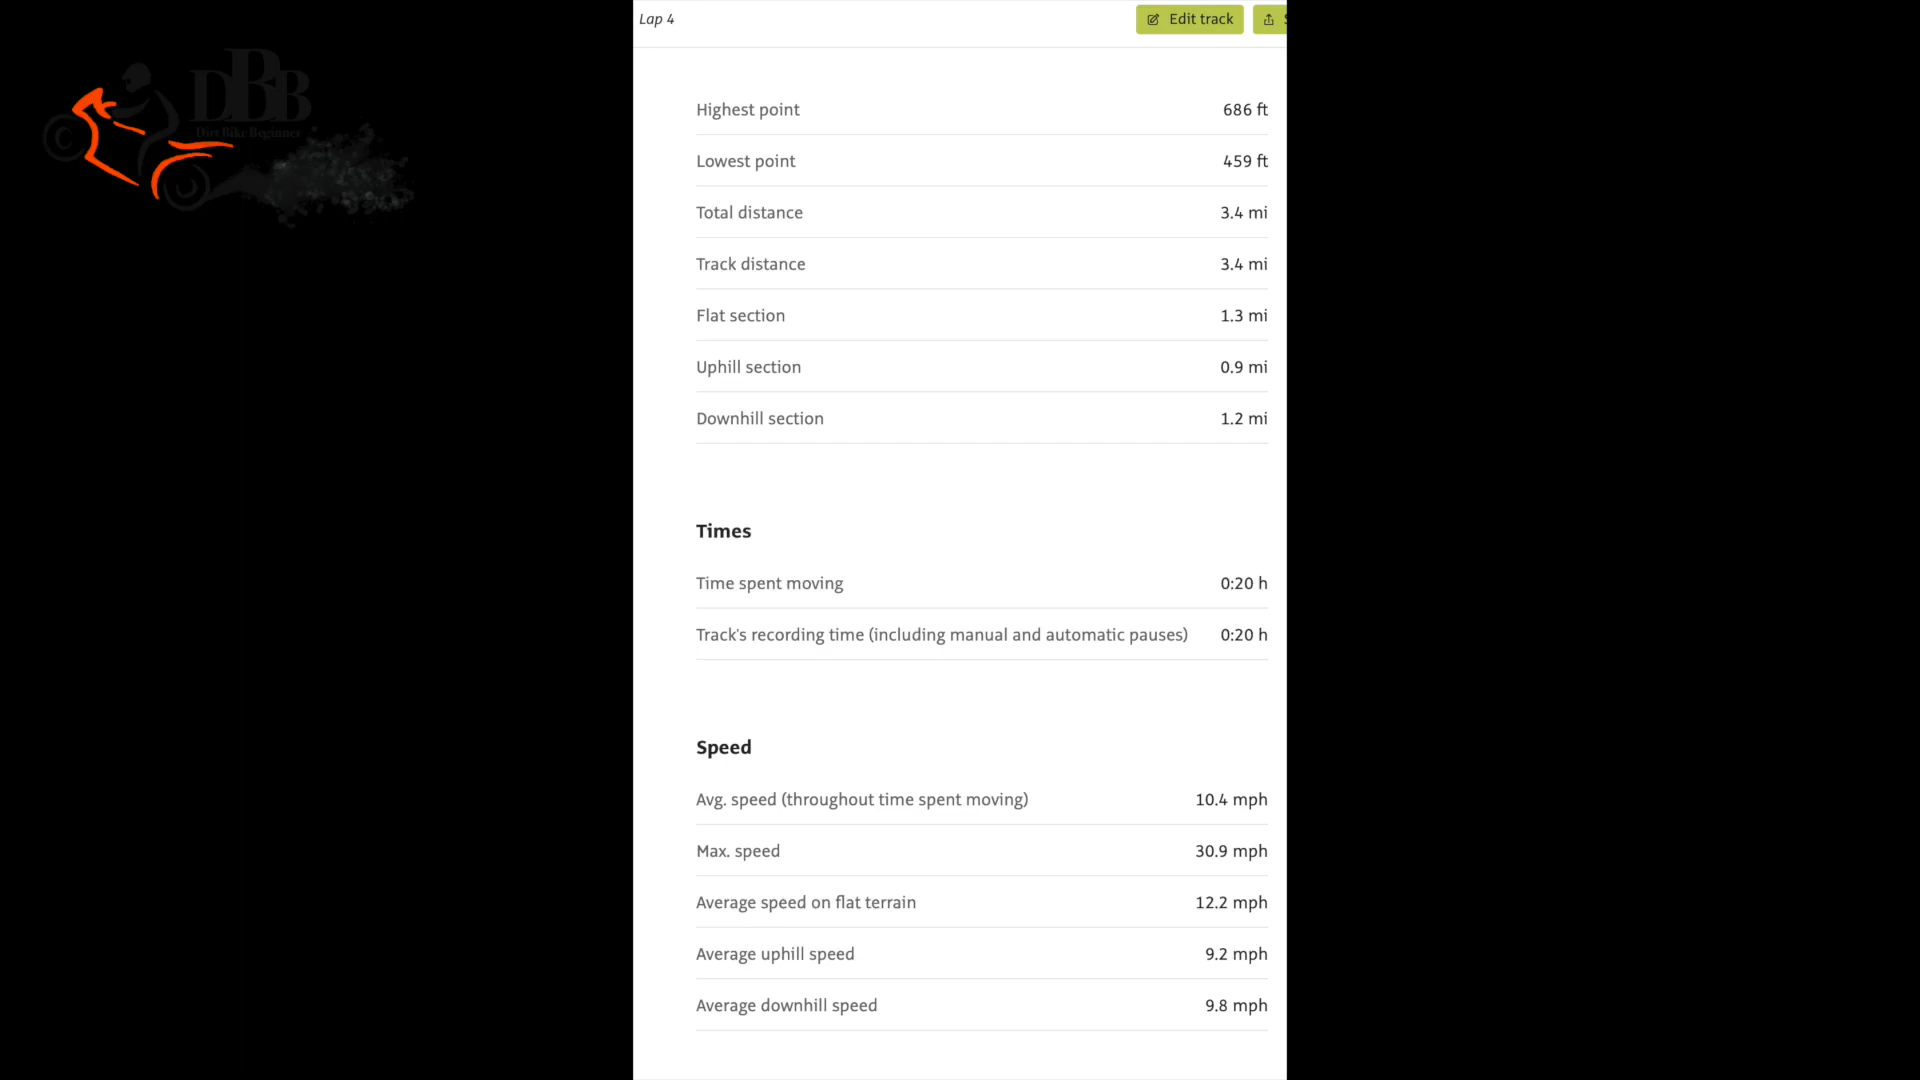 Lap 4
Edit track
DBB
Dirt Bike Beginner
Highest point 686 ft
Lowest point 459 ft
Total distance 3.4 mi
Track distance 3.4 mi
Flat section 1.3 mi
Uphill section 0.9 mi
Downhill section 1.2 mi
Times
Time spent moving 0:20 h
Track's recording time (including manual and automatic pauses) 0:20 h
Speed
Avg. speed (throughout time spent moving) 10.4 mph
Max. speed 30.9 mph
Average speed on flat terrain 12.2 mph
Average uphill speed 9.2 mph
Average downhill speed 9.8 mph